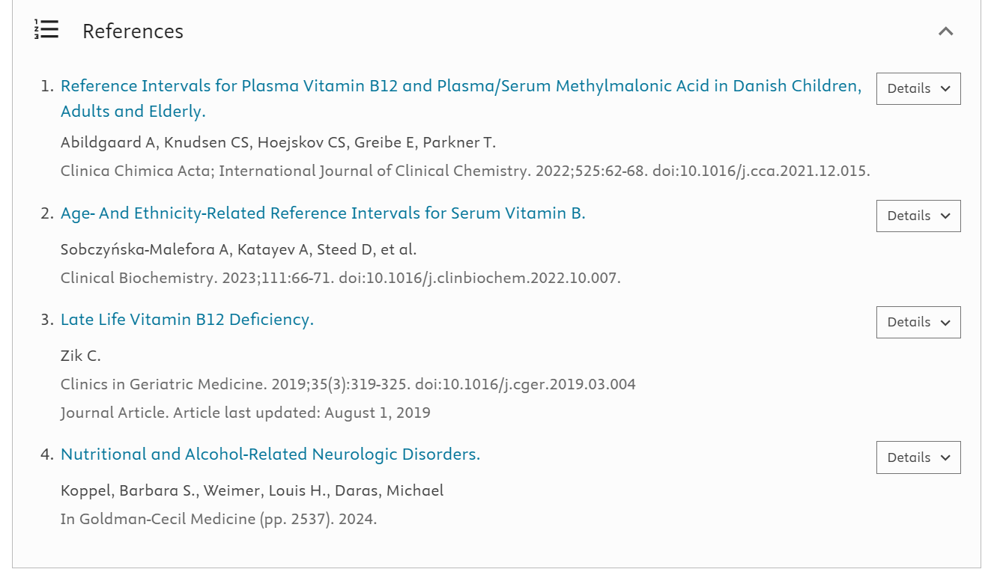 References
1. Reference Intervals for Plasma Vitamin B12 and Plasma/Serum Methylmalonic Acid in Danish Children,
Adults and Elderly.
Details
Abildgaard A, Knudsen CS, Hoejskov CS, Greibe E, Parkner T.
Clinica Chimica Acta; International Journal of Clinical Chemistry. 2022;525:62-68. doi:10.1016/j.cca.2021.12.015.
2. Age- And Ethnicity-Related Reference Intervals for Serum Vitamin B.
Details
Sobczyńska-Malefora A, Katayev A, Steed D, et al.
Clinical Biochemistry. 2023;111:66-71. doi:10.1016/j.clinbiochem.2022.10.007.
3. Late Life Vitamin B12 Deficiency.
Details
Zik C.
Clinics in Geriatric Medicine. 2019;35(3):319-325. doi:10.1016/j.cger.2019.03.004
Journal Article. Article last updated: August 1, 2019
4. Nutritional and Alcohol-Related Neurologic Disorders.
Details
Koppel, Barbara S., Weimer, Louis H., Daras, Michael
In Goldman-Cecil Medicine (pp. 2537). 2024.